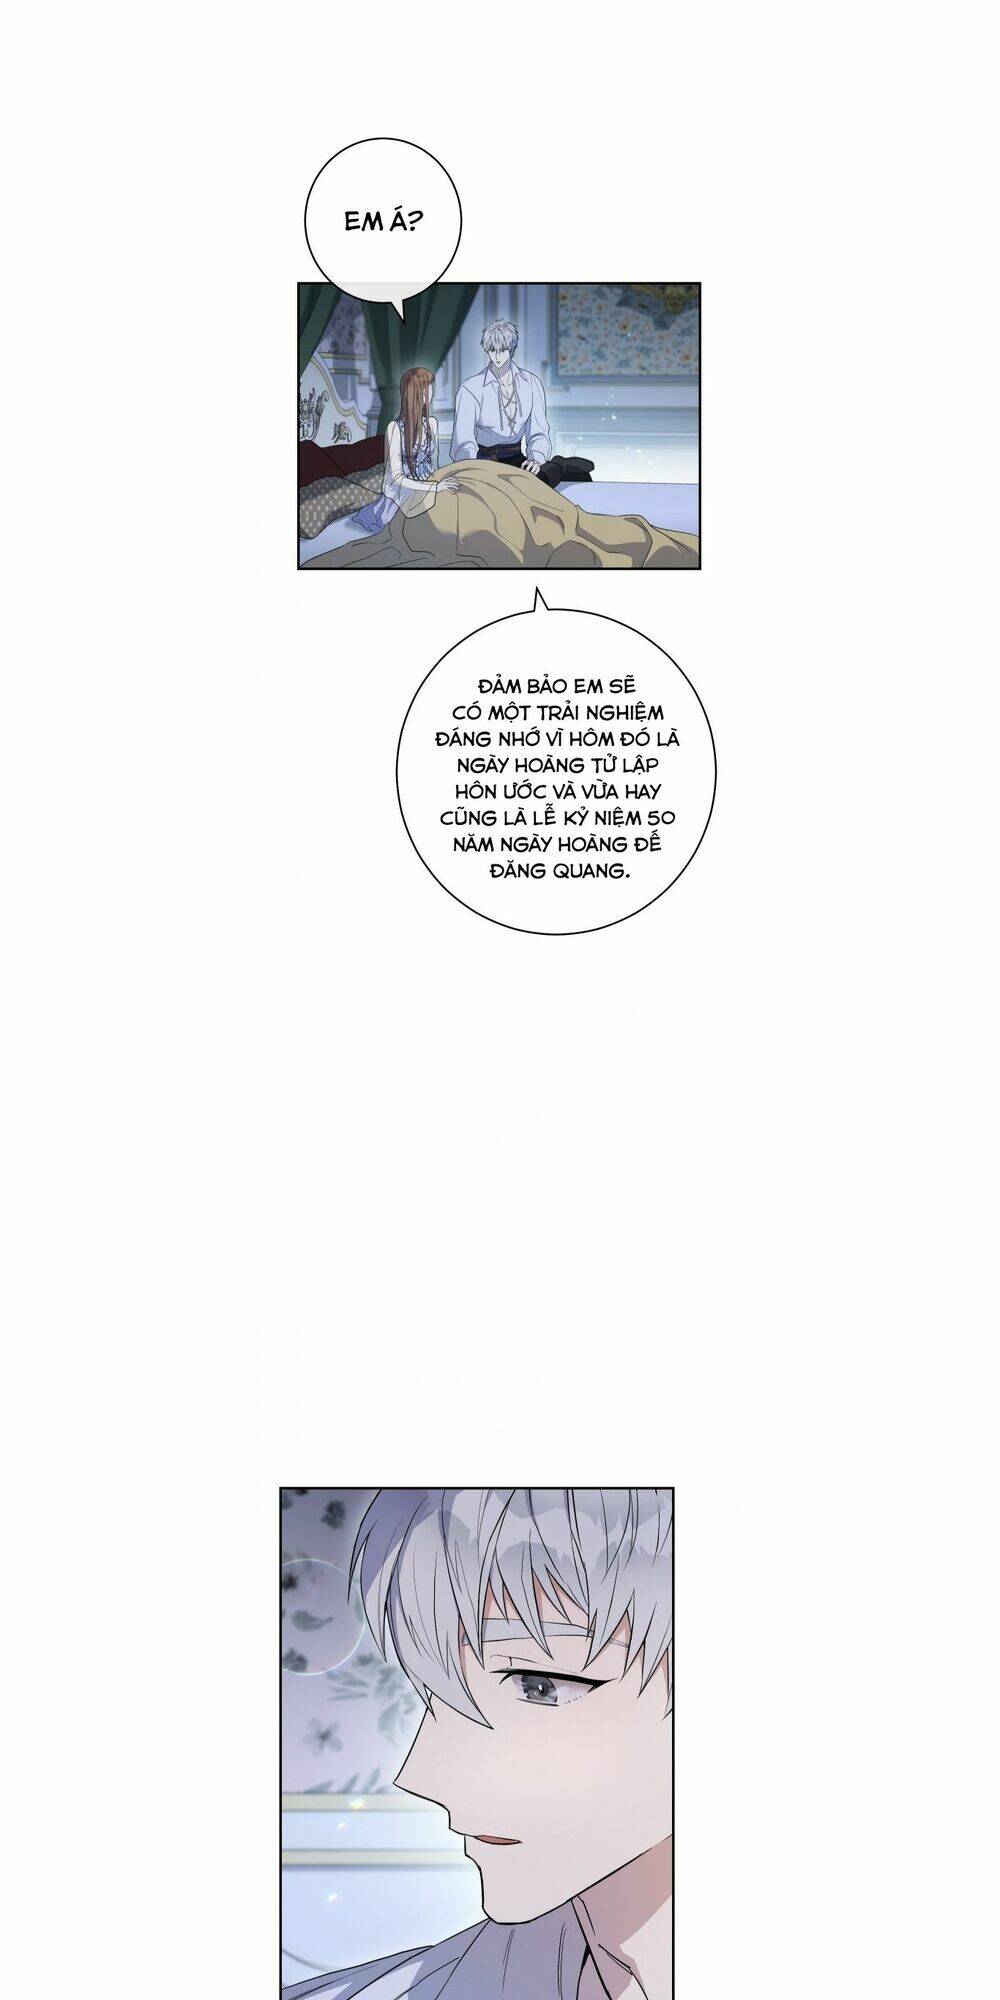 EM Á?
ĐẢM BẢO EM SẼ
CÓ MỘT TRẢI NGHIỆM
ĐÁNG NHỚ VÌ HÔM ĐÓ LÀ
NGÀY HOÀNG TỬ LẬP
HÔN ƯỚC VÀ VỪA HAY
CŨNG LÀ LỄ KỶ NIỆM 50
NĂM NGÀY HOÀNG ĐẾ
ĐĂNG QUANG.